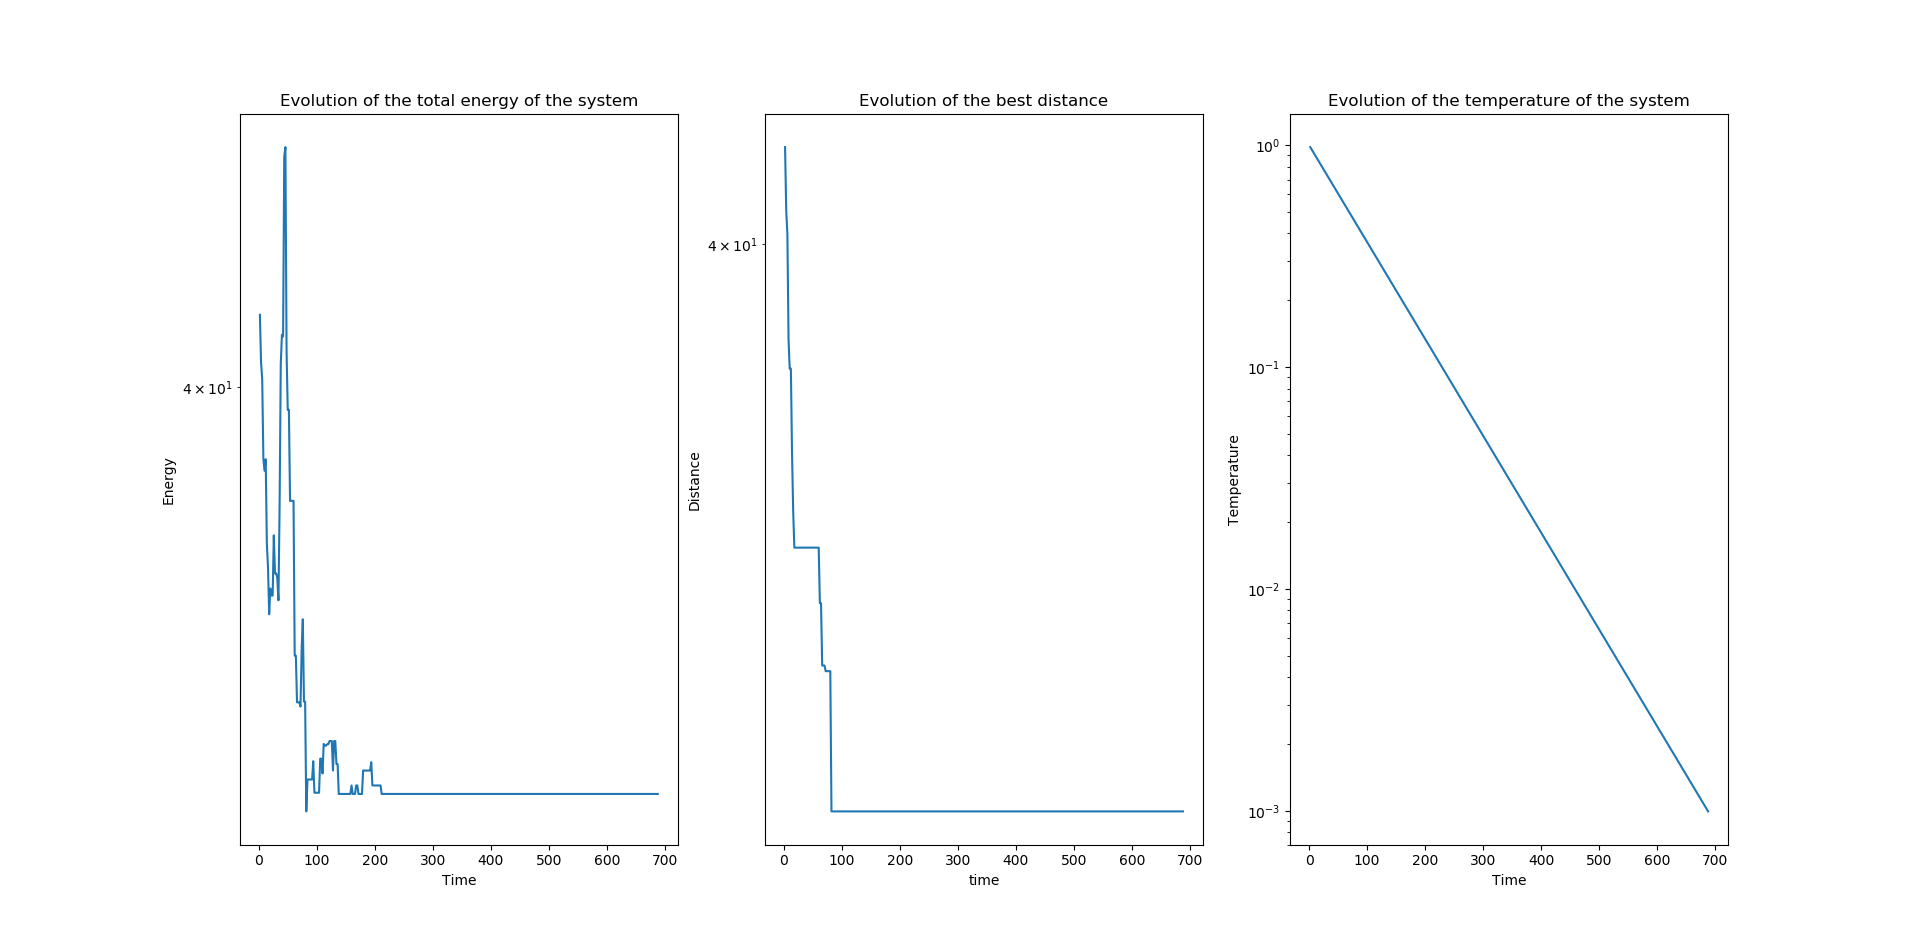 Evolution of the total energy of the system
Energy
4 × 10¹
0 100 200 300 400 500 600 700
Time
Evolution of the best distance
Distance
4 × 10¹
0 100 200 300 400 500 600 700
time
Evolution of the temperature of the system
Temperature
10⁰
10⁻¹
10⁻²
10⁻³
0 100 200 300 400 500 600 700
Time